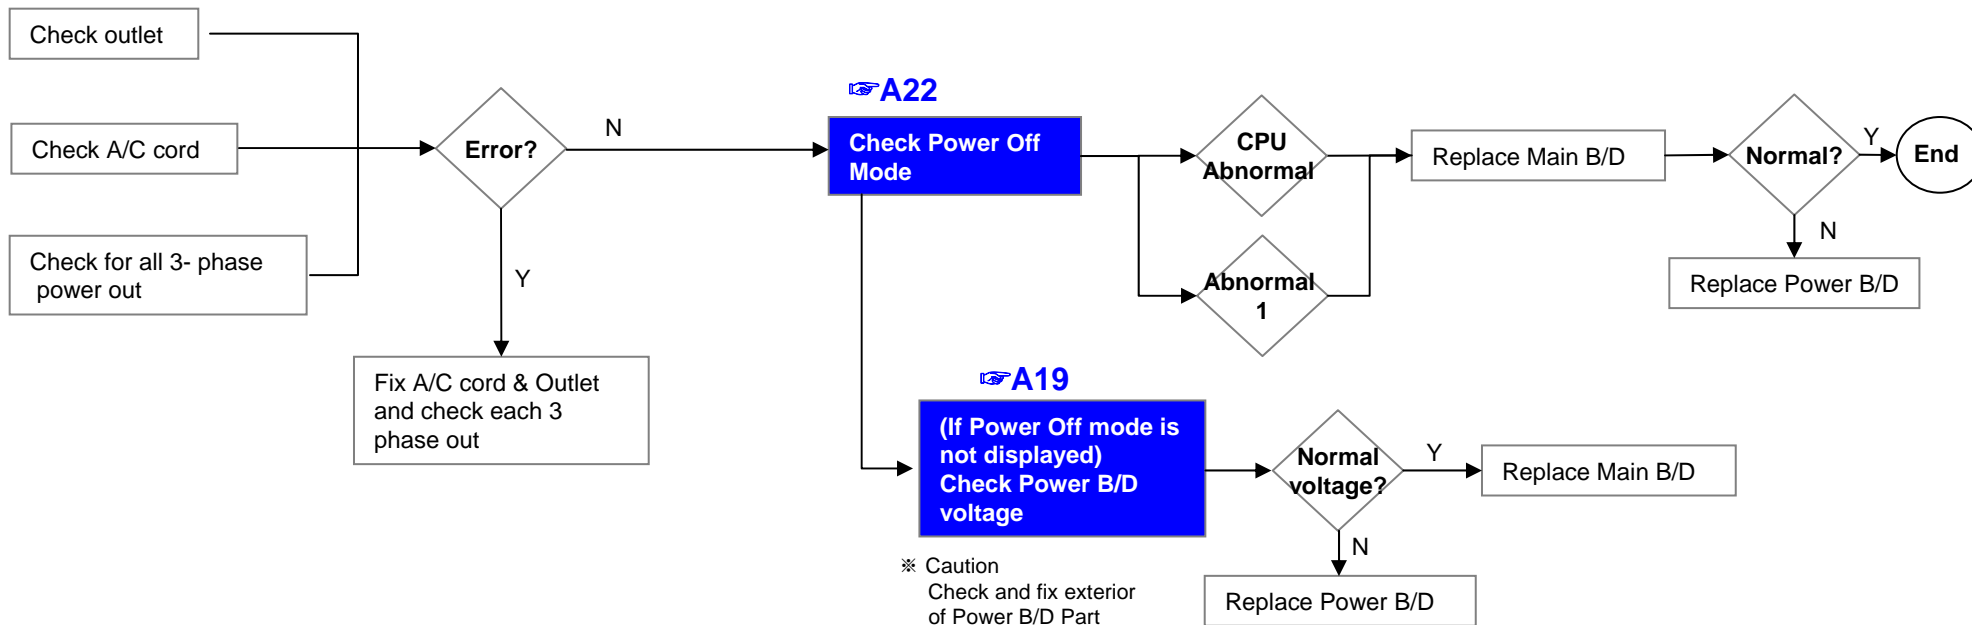 Check outlet
Check A/C cord
Check for all 3- phase
power out
Error?
N
Y
Fix A/C cord & Outlet
and check each 3
phase out
☞A22
Check Power Off
Mode
CPU
Abnormal
Abnormal
1
Replace Main B/D
Normal?
Y
End
N
Replace Power B/D
☞A19
(If Power Off mode is
not displayed)
Check Power B/D
voltage
※ Caution
Check and fix exterior
of Power B/D Part
Normal
voltage?
Y
Replace Main B/D
N
Replace Power B/D